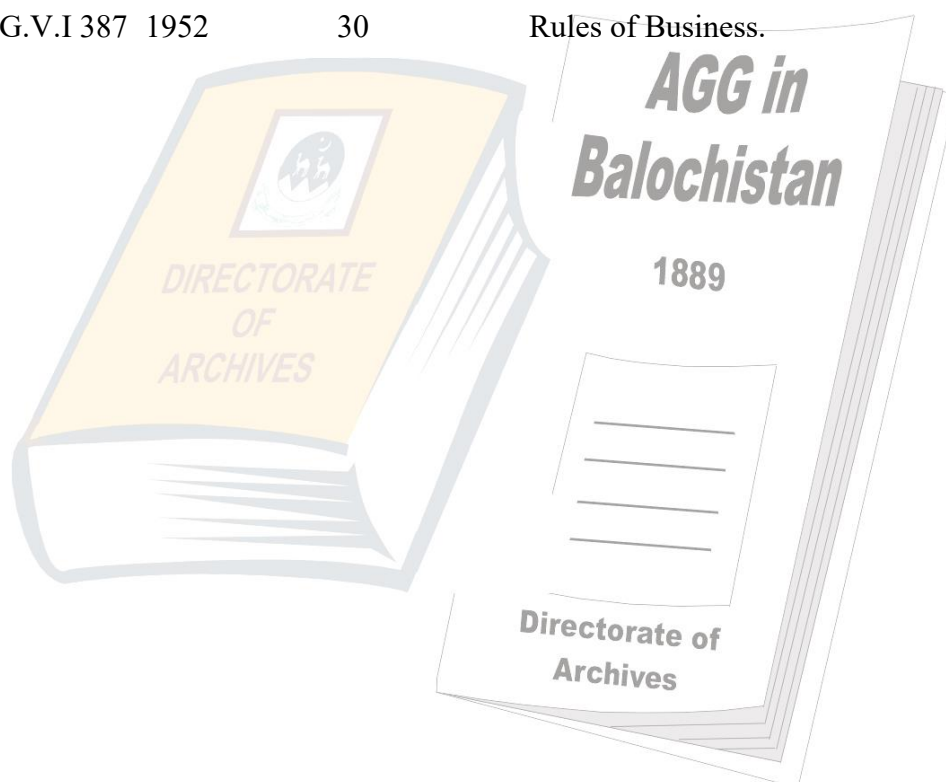 G.V.I 387 1952 30 Rules of Business.
AGG in
Balochistan
1889
DIRECTORATE
OF
ARCHIVES
Directorate of
Archives